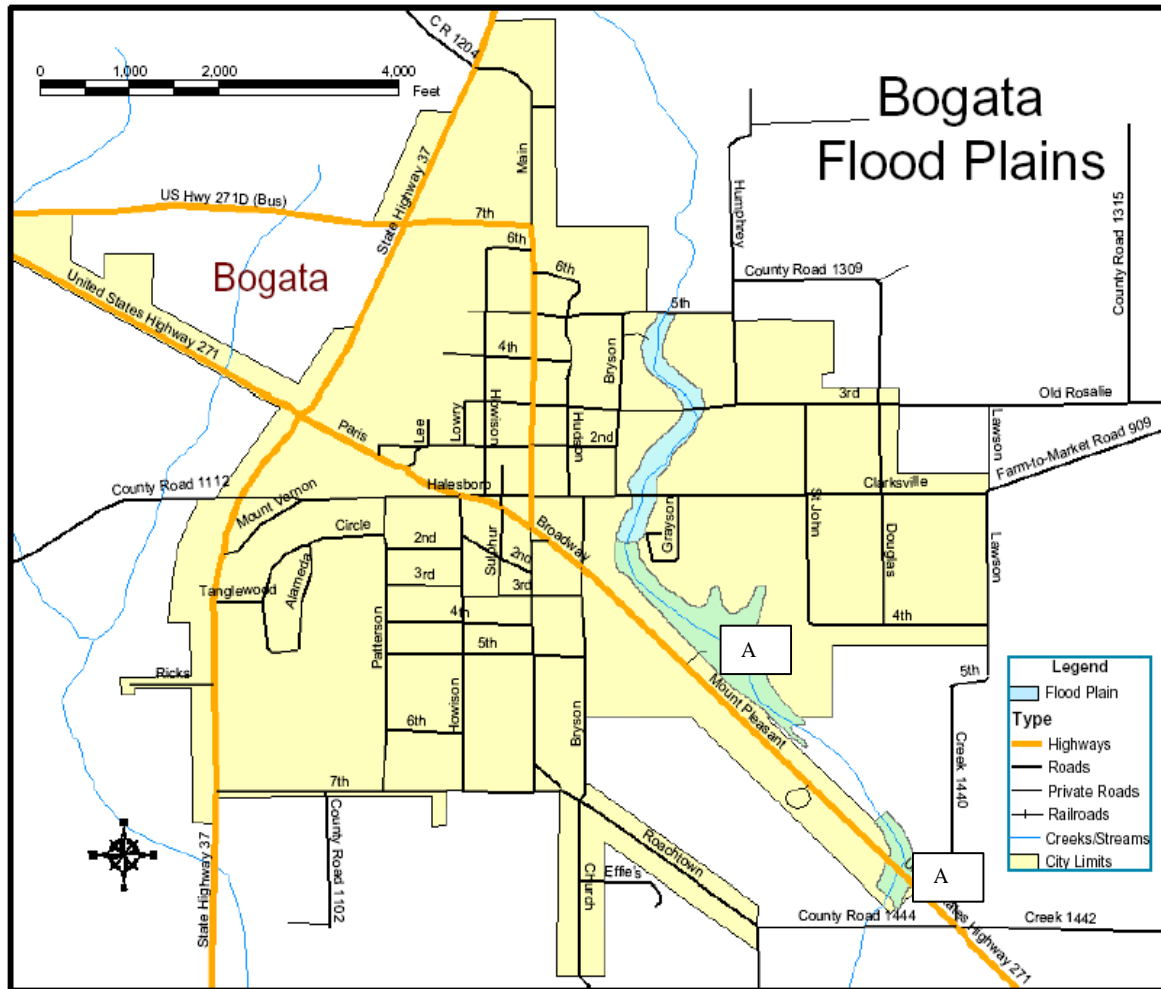 C R 1204
0 1,000 2,000 4,000
Feet
Bogata
Flood Plains
Main
State Highway 37
US Hwy 271D (Bus)
7th
6th
6th
Humphrey
County Road 1315
County Road 1309
Bogata
United States Highway 271
5th
4th
Bryson
3rd
Old Rosalie
Howison
Lowry
Lee
Hudson
2nd
Paris
Lawson
Farm-to-Market Road 909
County Road 1112
Halesboro
Clarksville
Mount Vernon
Circle
Broadway
Grayson
St John
Douglas
Lawson
2nd
Sulphur
2nd
3rd
3rd
Alameda
Tanglewood
4th
4th
Patterson
5th
A
Ricks
Mount Pleasant
5th
Howison
Bryson
6th
Creek 1440
7th
Legend
Flood Plain
Type
Highways
Roads
Private Roads
Railroads
Creeks/Streams
City Limits
County Road 1102
Roachtown
Church
Effie's
A
State Highway 37
County Road 1444
ates Highway 271
Creek 1442